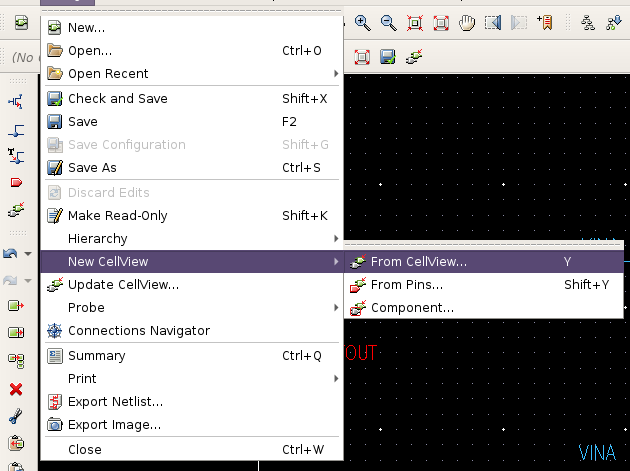 New...
(No
Open... Ctrl+O
Open Recent
Check and Save Shift+X
Save F2
Save Configuration Shift+G
Save As Ctrl+S
Discard Edits
Make Read-Only Shift+K
Hierarchy
New CellView
From CellView... Y
Update CellView...
From Pins... Shift+Y
Probe
Component...
Connections Navigator
Summary Ctrl+Q
OUT
Print
Export Netlist...
Export Image...
Close Ctrl+W
VINA